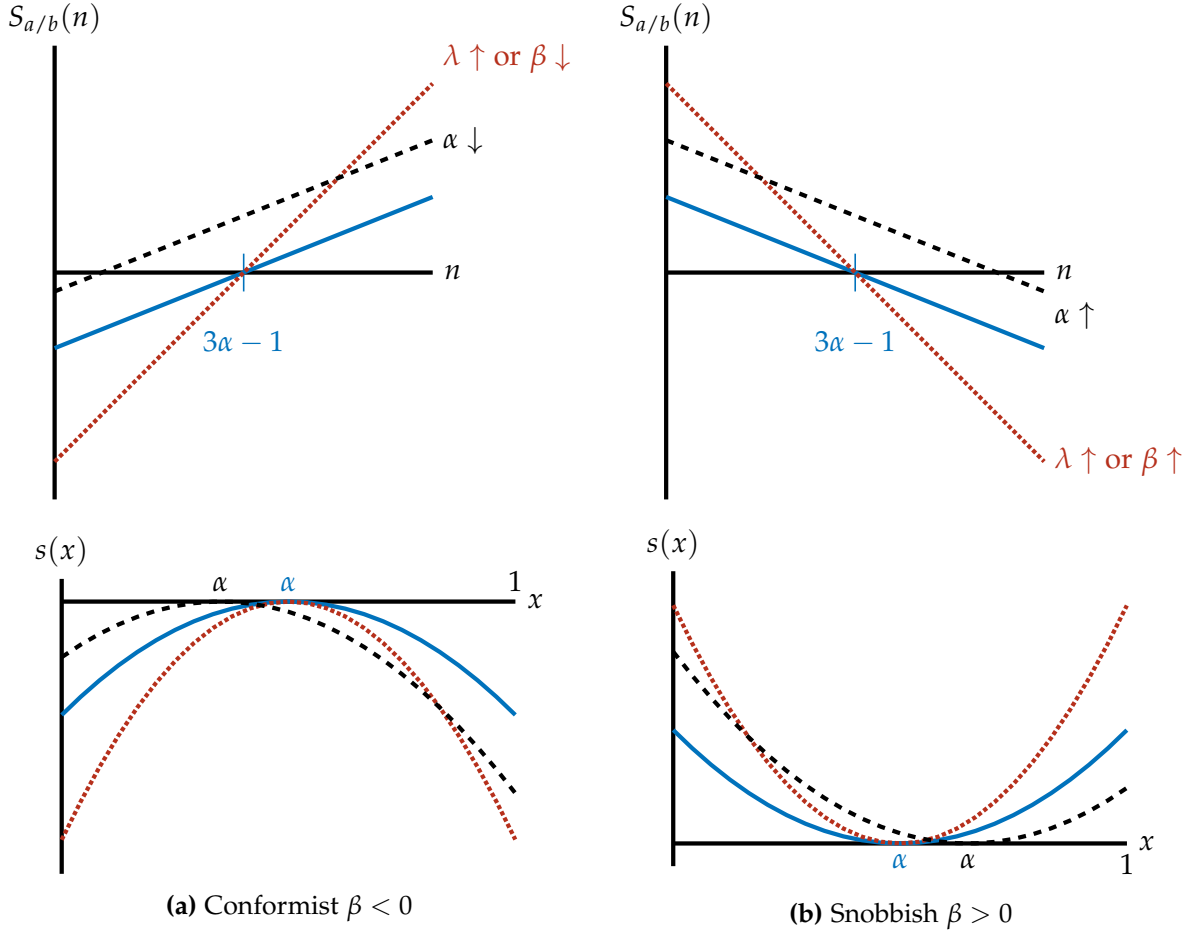 S_{a/b}(n)
λ ↑ or β ↓
α ↓
n
3α − 1
s(x)
α
α
1
x
(a) Conformist β < 0
S_{a/b}(n)
n
α ↑
3α − 1
λ ↑ or β ↑
s(x)
x
α
α
1
(b) Snobbish β > 0